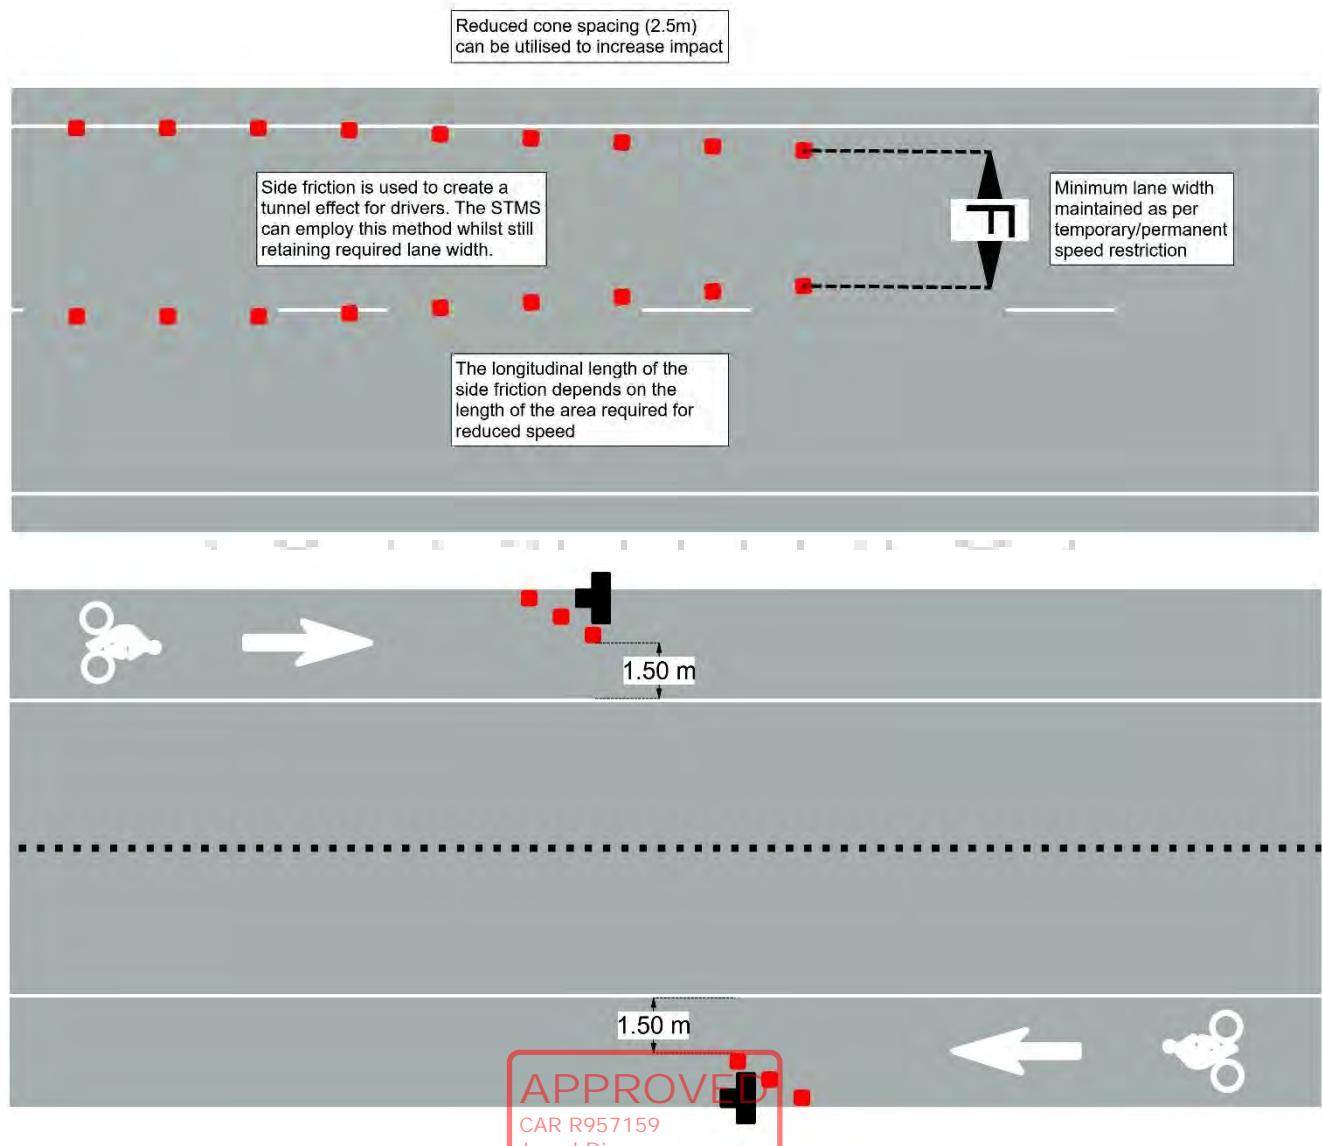 Reduced cone spacing (2.5m)
can be utilised to increase impact
Side friction is used to create a
tunnel effect for drivers. The STMS
can employ this method whilst still
retaining required lane width.
F
Minimum lane width
maintained as per
temporary/permanent
speed restriction
The longitudinal length of the
side friction depends on the
length of the area required for
reduced speed
1.50 m
1.50 m
APPROVED
CAR R957159